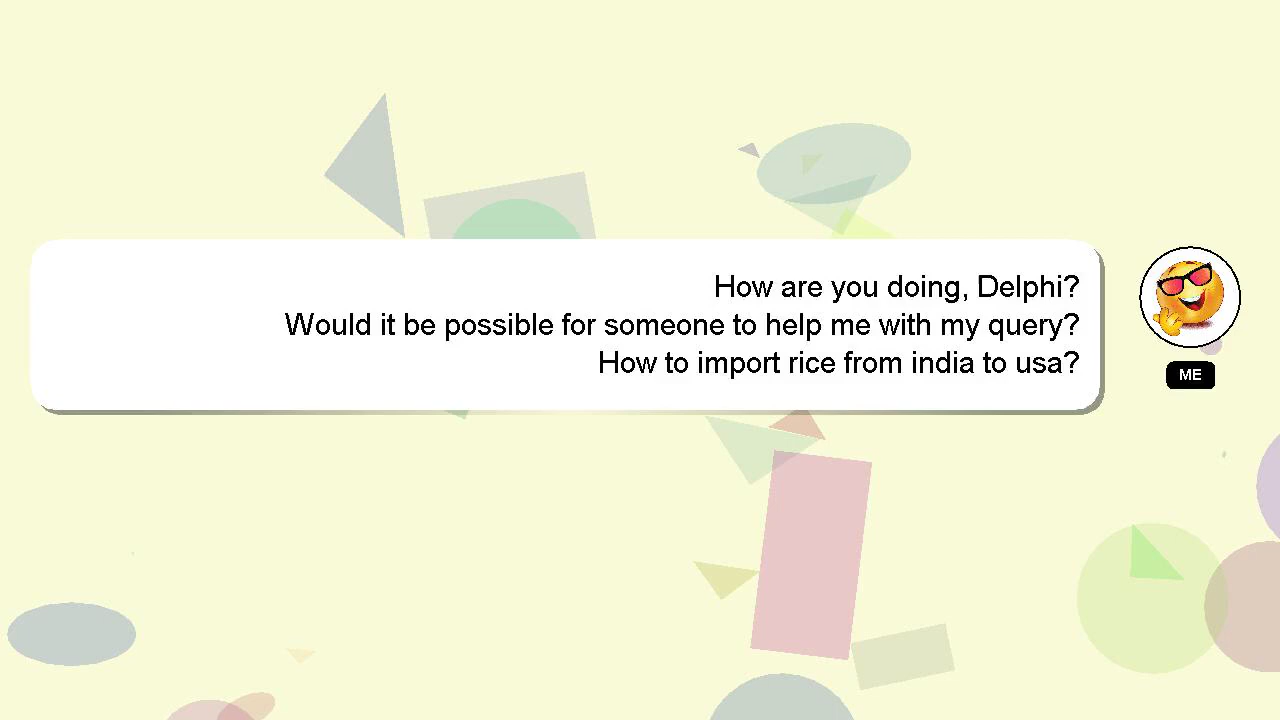 How are you doing, Delphi?
Would it be possible for someone to help me with my query?
How to import rice from india to usa?
ME